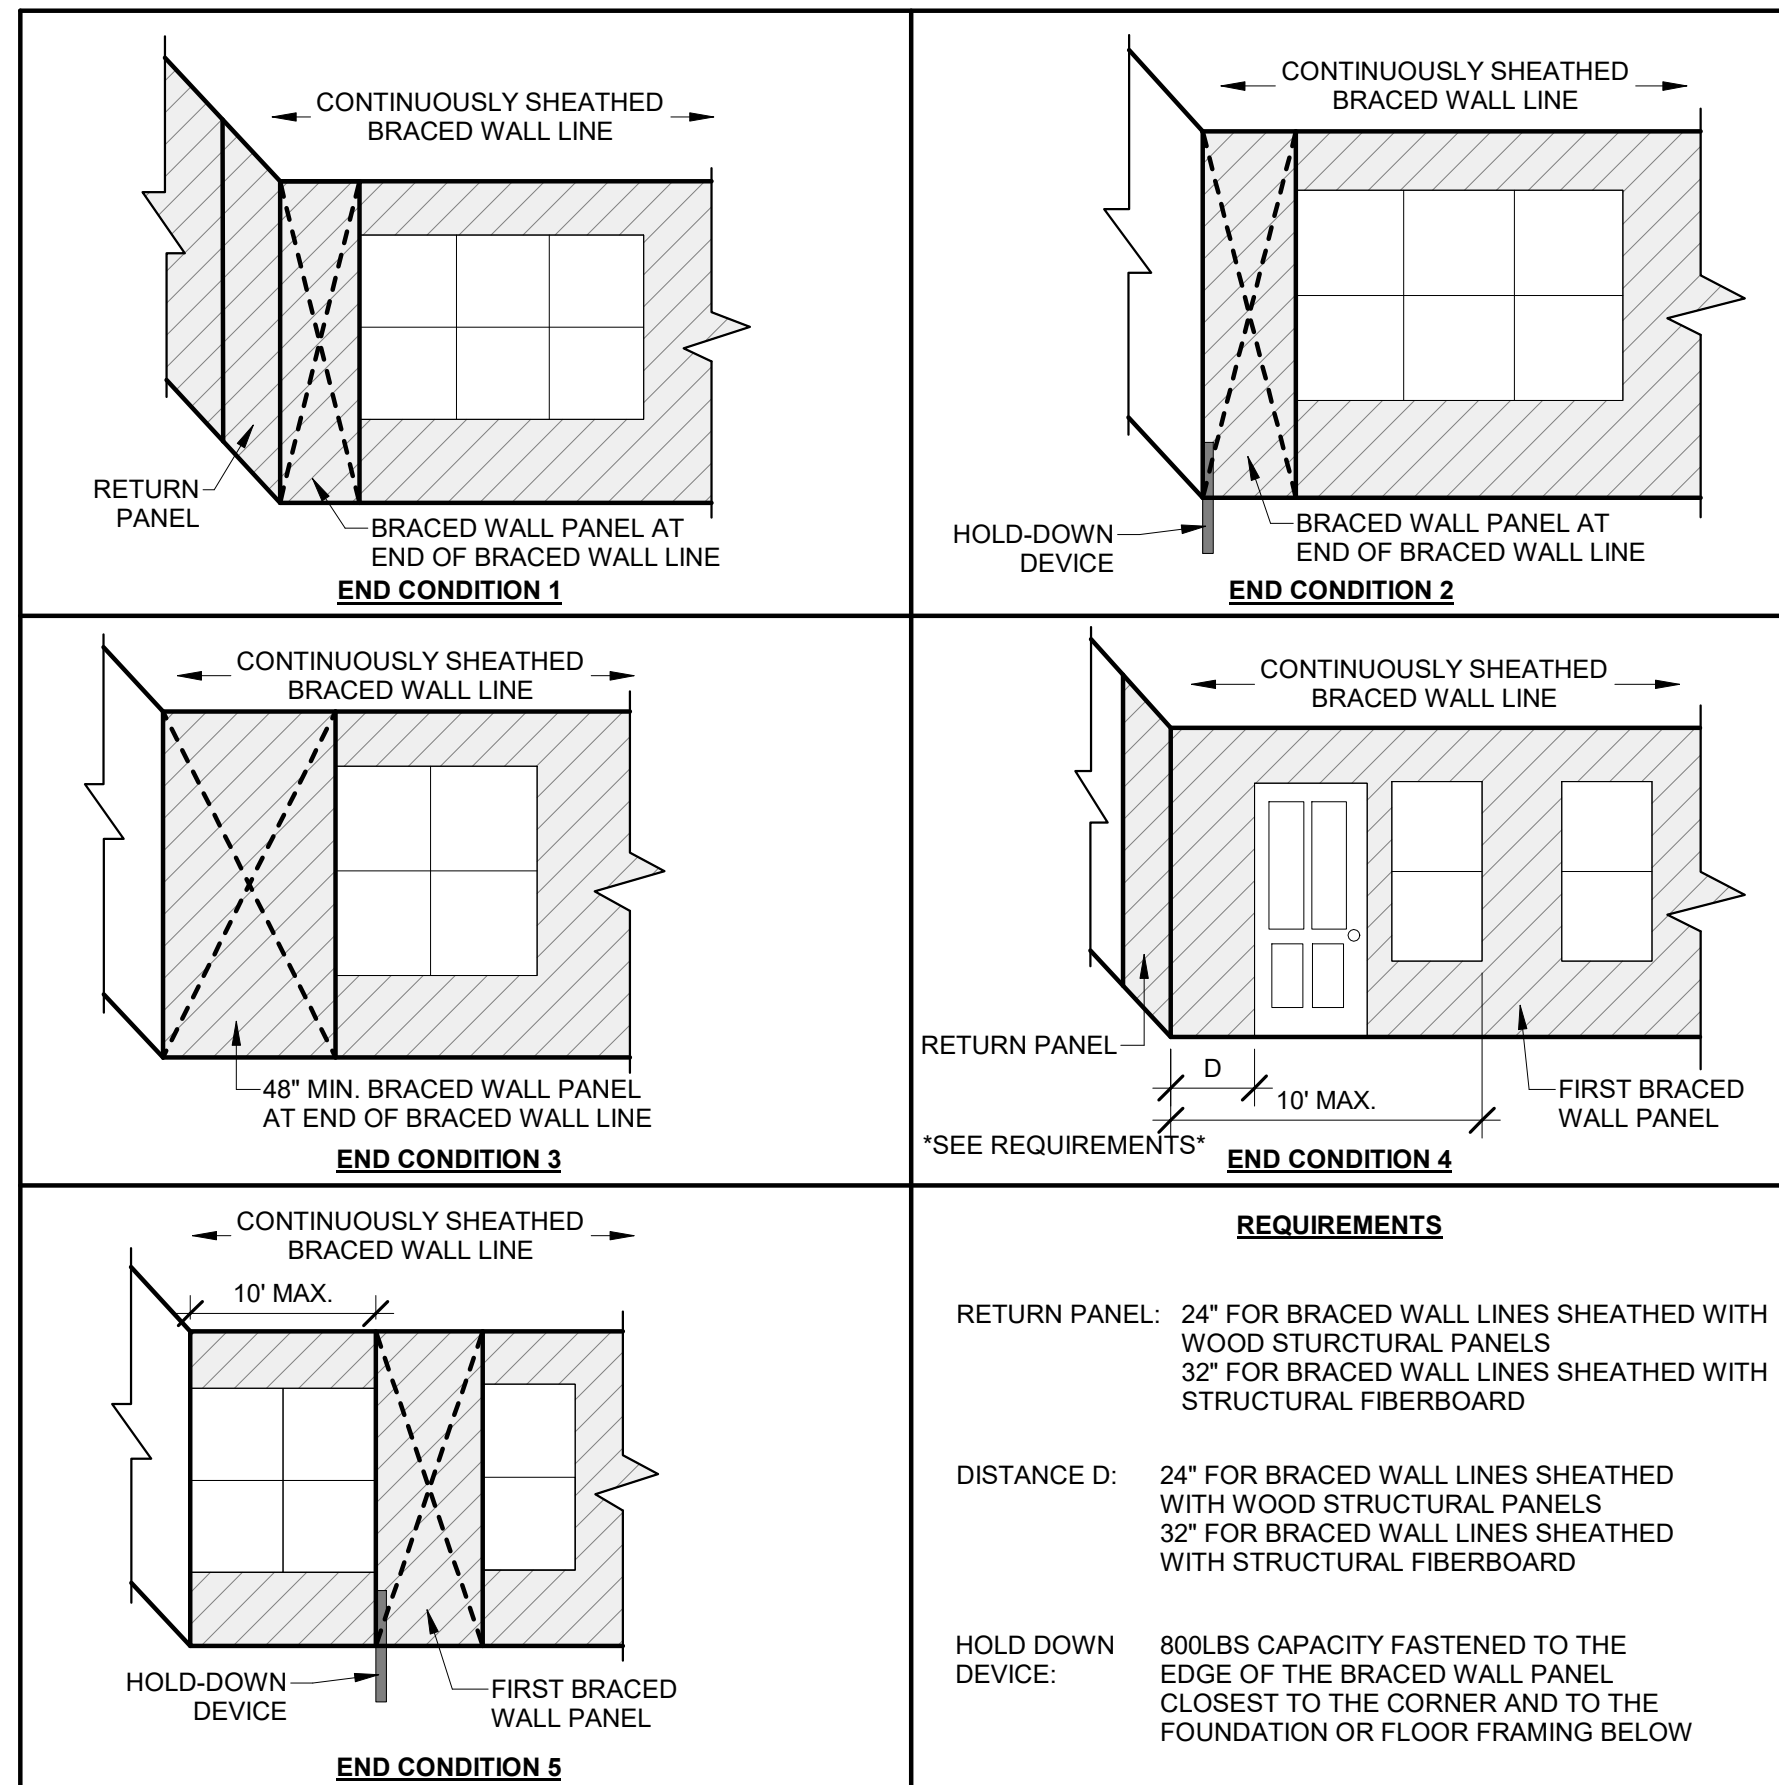 CONTINUOUSLY SHEATHED
BRACED WALL LINE
RETURN
PANEL
BRACED WALL PANEL AT
END OF BRACED WALL LINE
END CONDITION 1
CONTINUOUSLY SHEATHED
BRACED WALL LINE
HOLD-DOWN
DEVICE
BRACED WALL PANEL AT
END OF BRACED WALL LINE
END CONDITION 2
CONTINUOUSLY SHEATHED
BRACED WALL LINE
48" MIN. BRACED WALL PANEL
AT END OF BRACED WALL LINE
END CONDITION 3
CONTINUOUSLY SHEATHED
BRACED WALL LINE
RETURN PANEL
D
10' MAX.
FIRST BRACED
WALL PANEL
*SEE REQUIREMENTS*
END CONDITION 4
CONTINUOUSLY SHEATHED
BRACED WALL LINE
10' MAX.
HOLD-DOWN
DEVICE
FIRST BRACED
WALL PANEL
END CONDITION 5
REQUIREMENTS
RETURN PANEL: 24" FOR BRACED WALL LINES SHEATHED WITH
WOOD STURCTURAL PANELS
32" FOR BRACED WALL LINES SHEATHED WITH
STRUCTURAL FIBERBOARD
DISTANCE D: 24" FOR BRACED WALL LINES SHEATHED
WITH WOOD STRUCTURAL PANELS
32" FOR BRACED WALL LINES SHEATHED
WITH STRUCTURAL FIBERBOARD
HOLD DOWN 800LBS CAPACITY FASTENED TO THE
DEVICE: EDGE OF THE BRACED WALL PANEL
CLOSEST TO THE CORNER AND TO THE
FOUNDATION OR FLOOR FRAMING BELOW